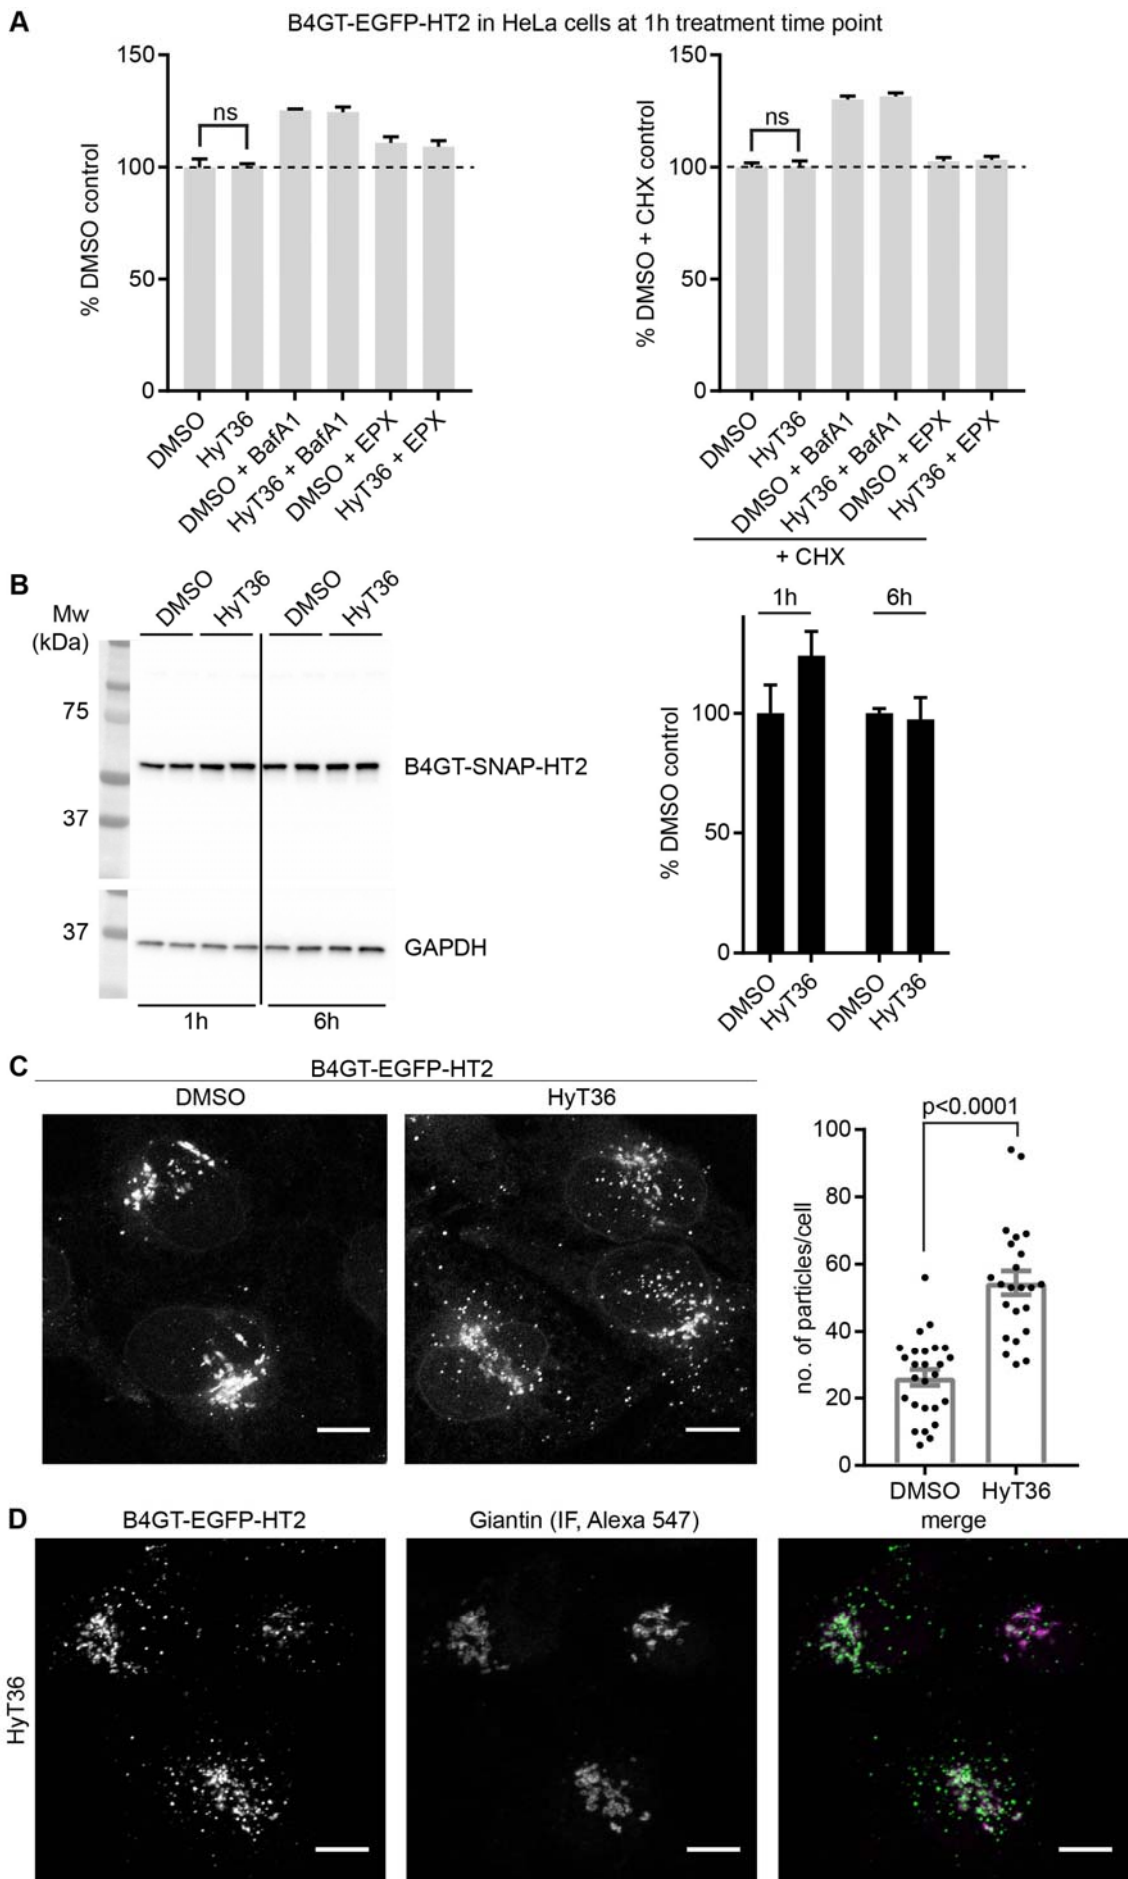 A
B4GT-EGFP-HT2 in HeLa cells at 1h treatment time point
% DMSO control
150
100
50
0
ns
DMSO
HyT36
DMSO + BafA1
HyT36 + BafA1
DMSO + EPX
HyT36 + EPX
% DMSO + CHX control
150
100
50
0
ns
DMSO
HyT36
DMSO + BafA1
HyT36 + BafA1
DMSO + EPX
HyT36 + EPX
+ CHX
B
Mw
(kDa)
DMSO
HyT36
DMSO
HyT36
75
B4GT-SNAP-HT2
37
37
GAPDH
1h
6h
1h
6h
% DMSO control
100
50
0
DMSO
HyT36
DMSO
HyT36
C
B4GT-EGFP-HT2
DMSO
HyT36
p<0.0001
no. of particles/cell
100
80
60
40
20
0
DMSO
HyT36
D
B4GT-EGFP-HT2
Giantin (IF, Alexa 547)
merge
HyT36